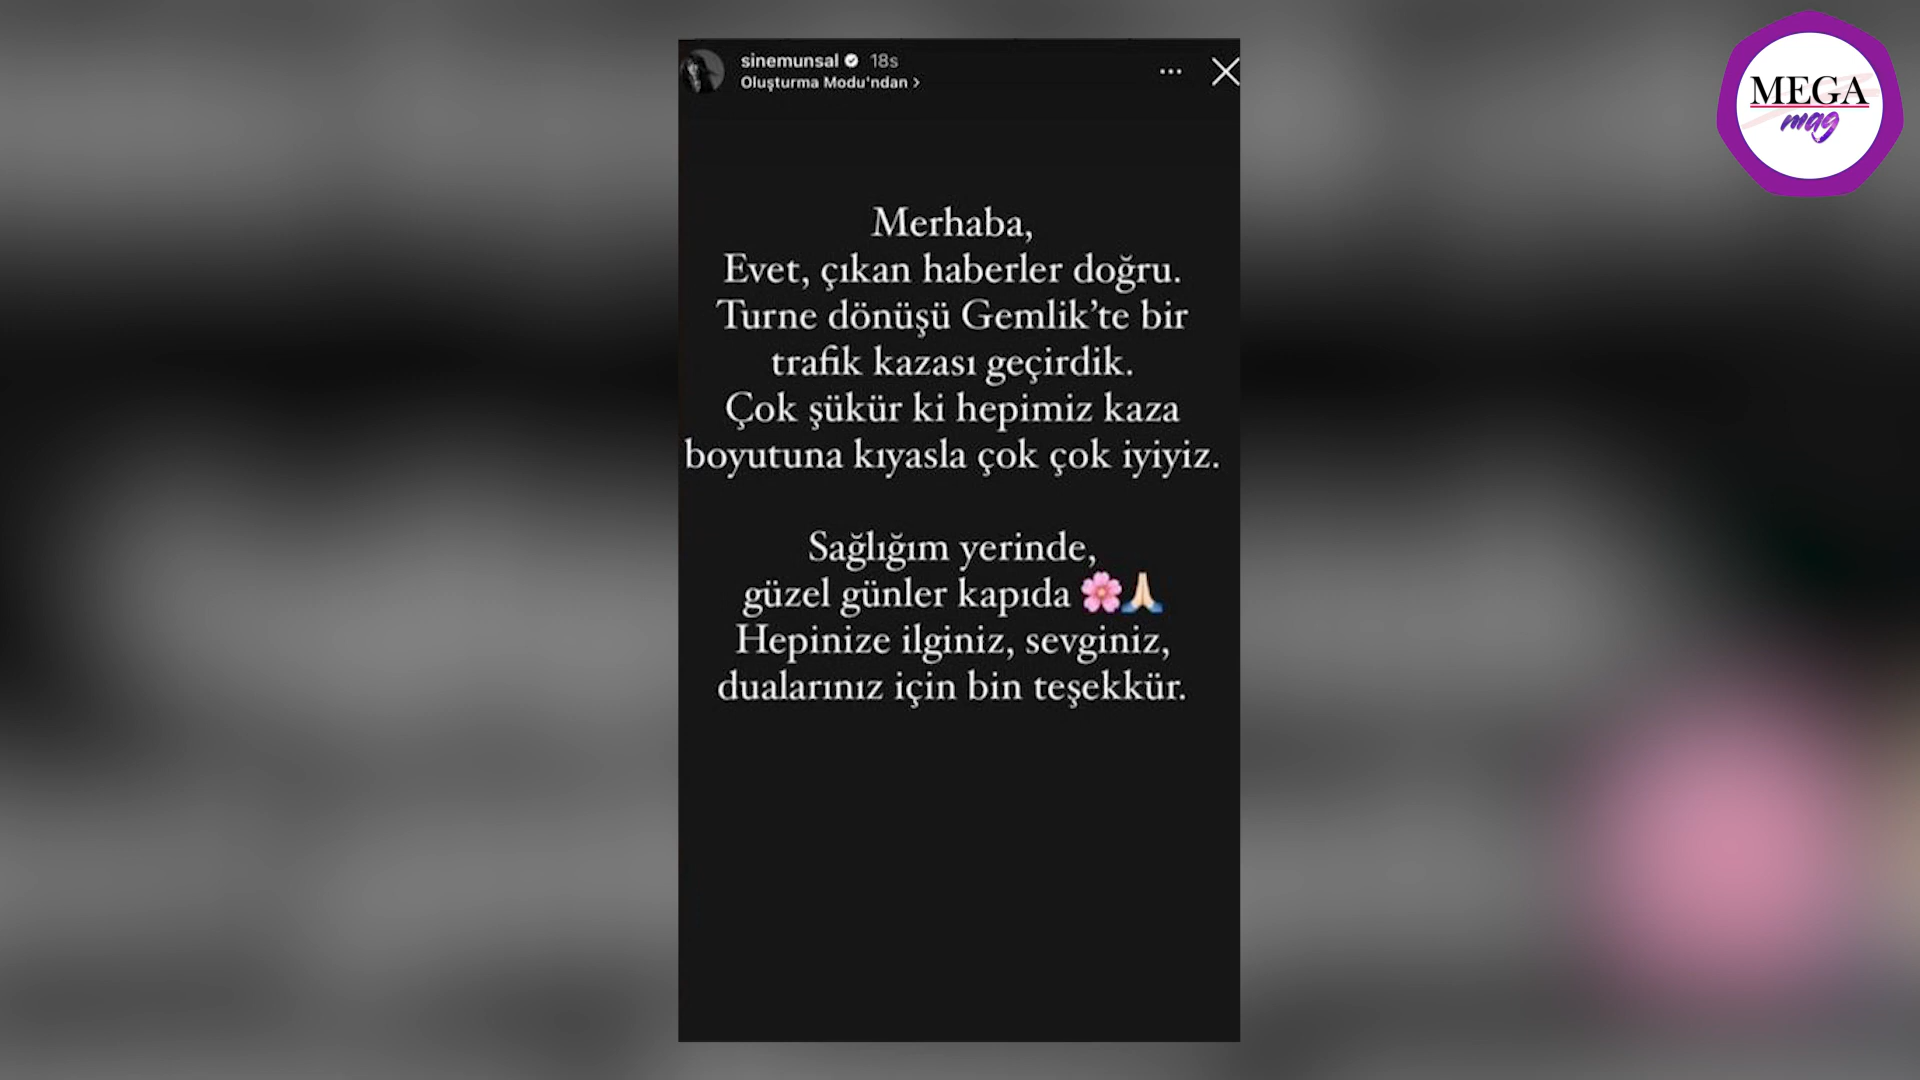 sinemunsal 18s
Oluşturma Modu'ndan >
MEGA
mag
Merhaba,
Evet, çıkan haberler doğru.
Turne dönüşü Gemlik’te bir
trafik kazası geçirdik.
Çok şükür ki hepimiz kaza
boyutuna kıyasla çok çok iyiyiz.
Sağlığım yerinde,
güzel günler kapıda 🌸🙏🏻
Hepinize ilginiz, sevginiz,
dualarınız için bin teşekkür.